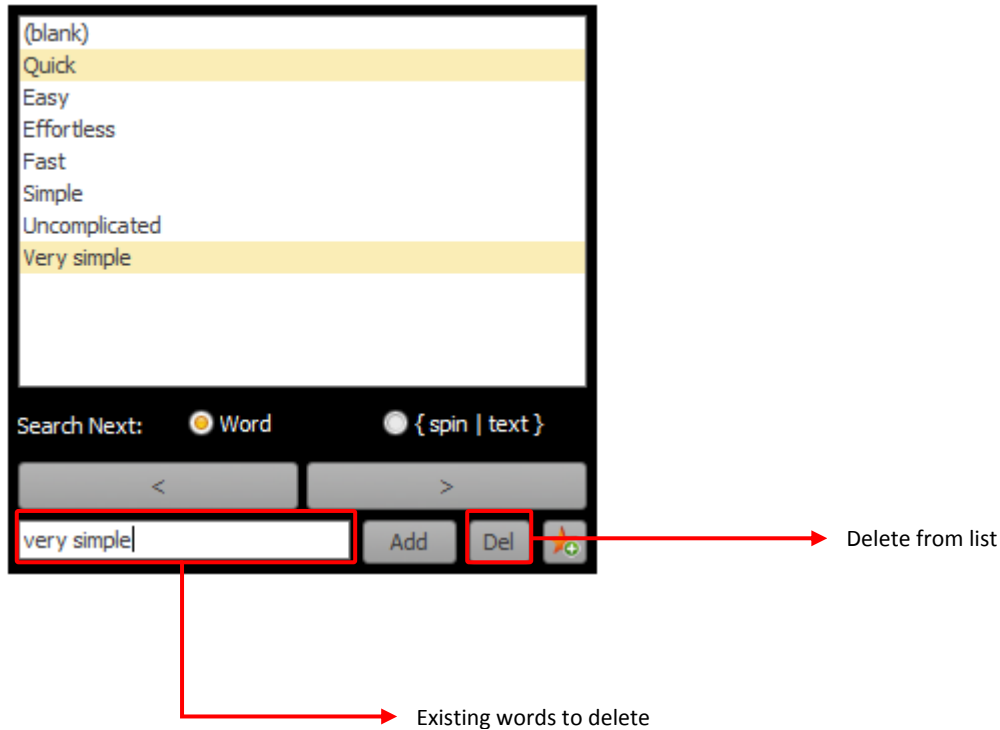 (blank)
Quick
Easy
Effortless
Fast
Simple
Uncomplicated
Very simple
Search Next: Word { spin | text }
< >
very simple Add Del
Delete from list
Existing words to delete